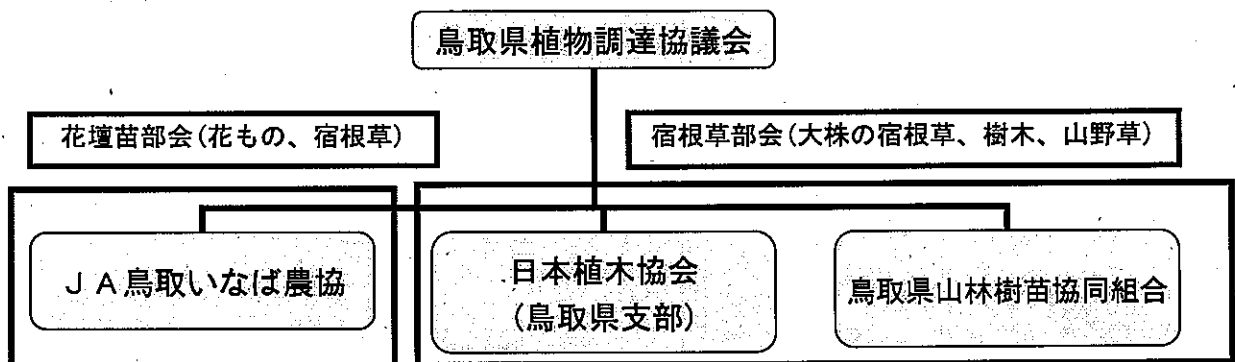 鳥取県植物調達協議会
花壇苗部会(花もの、宿根草)
宿根草部会(大株の宿根草、樹木、山野草)
ＪＡ鳥取いなば農協
日本植木協会
(鳥取県支部)
鳥取県山林樹苗協同組合